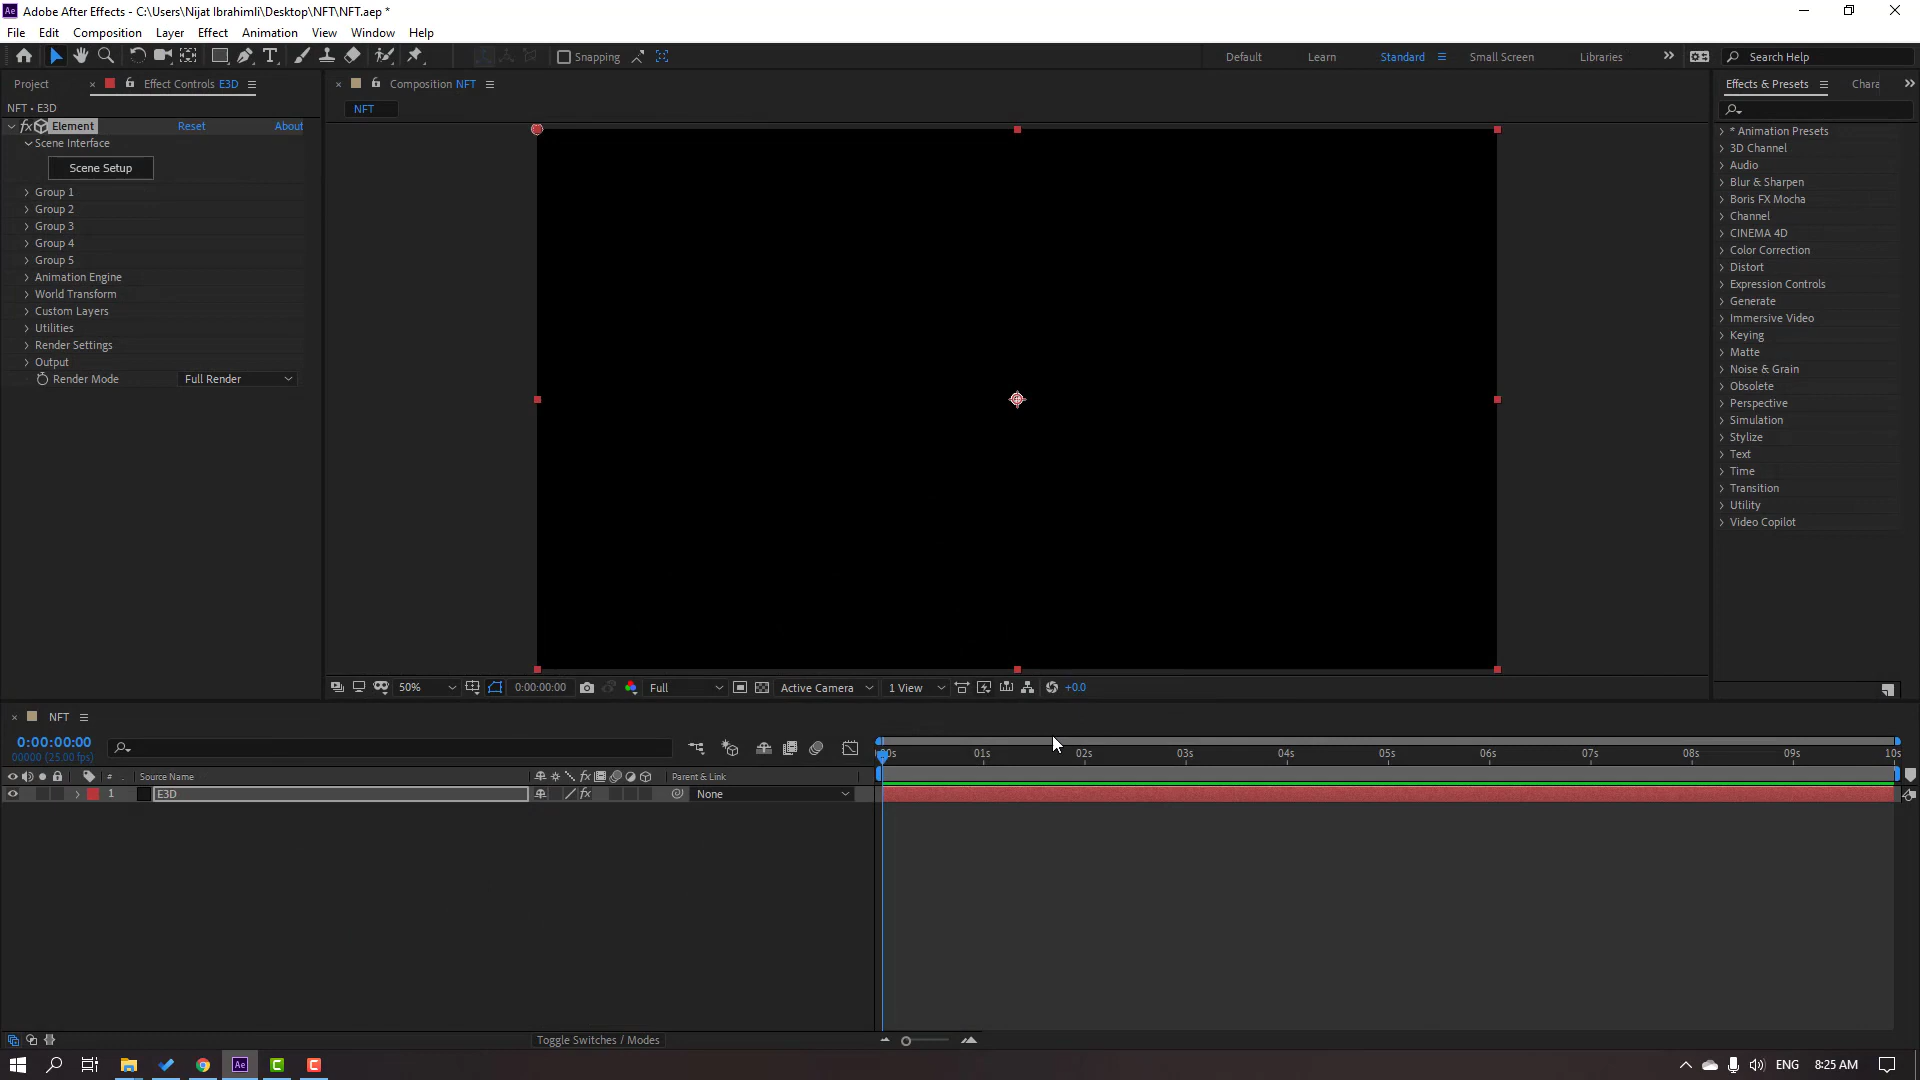 Adobe After Effects - C:\Users\Nijat Ibrahimli\Desktop\NFT\NFT.aep *
File Edit Composition Layer Effect Animation View Window Help
Snapping
Default Learn Standard Small Screen Libraries Search Help
Project Effect Controls E3D
Composition NFT
Effects & Presets Chara
NFT • E3D
NFT
fx Element Reset About
Scene Interface
Scene Setup
Group 1
Group 2
Group 3
Group 4
Group 5
Animation Engine
World Transform
Custom Layers
Utilities
Render Settings
Output
Render Mode Full Render
* Animation Presets
3D Channel
Audio
Blur & Sharpen
Boris FX Mocha
Channel
CINEMA 4D
Color Correction
Distort
Expression Controls
Generate
Immersive Video
Keying
Matte
Noise & Grain
Obsolete
Perspective
Simulation
Stylize
Text
Time
Transition
Utility
Video Copilot
50% 0:00:00:00 Full Active Camera 1 View +0.0
NFT
0:00:00:00
00000 (25.00 fps)
00s 01s 02s 03s 04s 05s 06s 07s 08s 09s 10s
# Source Name fx Parent & Link
1 E3D fx None
Toggle Switches / Modes
Ae ENG 8:25 AM